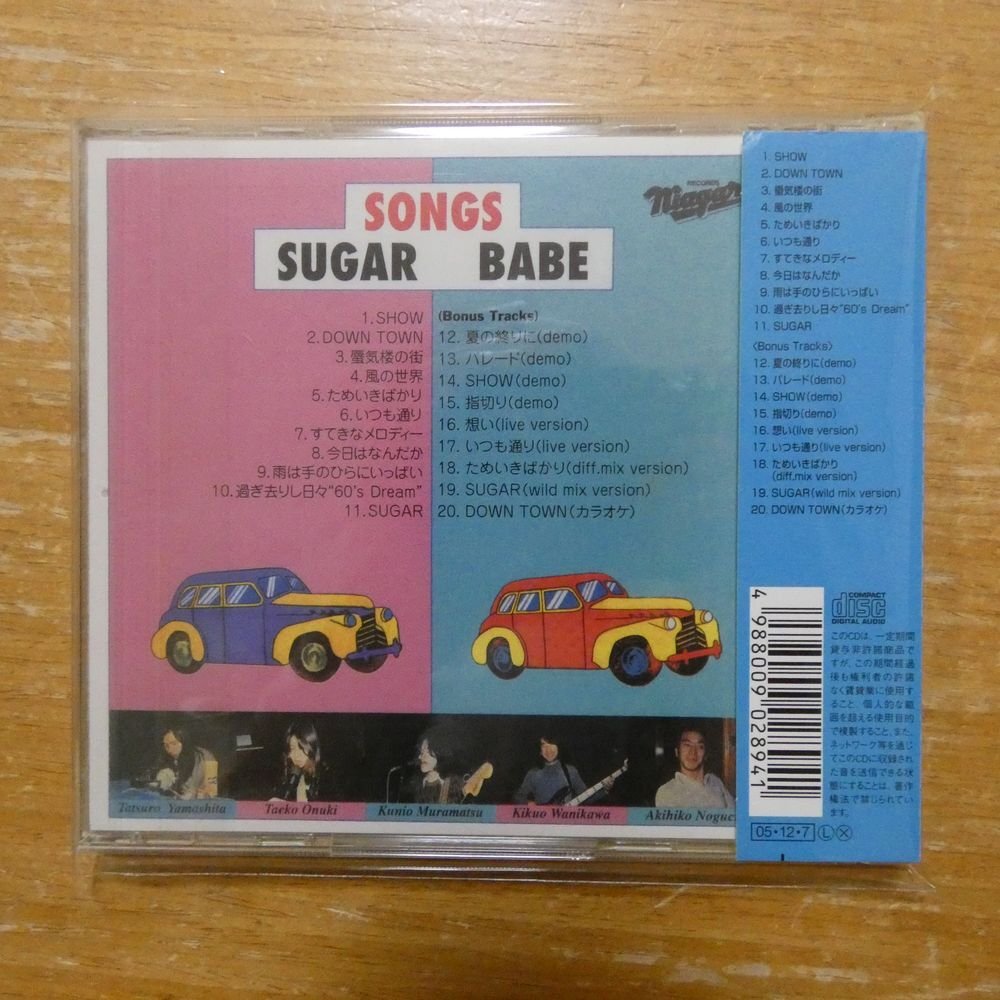 SONGS
SUGAR BABE
RECORDS
Niagara
1. SHOW
2. DOWN TOWN
3. 蜃気楼の街
4. 風の世界
5. ためいきばかり
6. いつも通り
7. すてきなメロディー
8. 今日はなんだか
9. 雨は手のひらにいっぱい
10. 過ぎ去りし日々"60's Dream"
11. SUGAR
(Bonus Tracks)
12. 夏の終りに(demo)
13. パレード(demo)
14. SHOW(demo)
15. 指切り(demo)
16. 想い(live version)
17. いつも通り(live version)
18. ためいきばかり(diff.mix version)
19. SUGAR(wild mix version)
20. DOWN TOWN(カラオケ)
Tatsuro Yamashita
Taeko Onuki
Kunio Muramatsu
Kikuo Wanikawa
Akihiko Noguc
1. SHOW
2. DOWN TOWN
3. 蜃気楼の街
4. 風の世界
5. ためいきばかり
6. いつも通り
7. すてきなメロディー
8. 今日はなんだか
9. 雨は手のひらにいっぱい
10. 過ぎ去りし日々"60's Dream"
11. SUGAR
〈Bonus Tracks〉
12. 夏の終りに(demo)
13. パレード(demo)
14. SHOW(demo)
15. 指切り(demo)
16. 想い(live version)
17. いつも通り(live version)
18. ためいきばかり
(diff.mix version)
19. SUGAR(wild mix version)
20. DOWN TOWN(カラオケ)
4 988009 028941
COMPACT
disc
DIGITAL AUDIO
このCDは、一定期間
貸与非許諾商品で
すが、この期間経過
後も権利者の許諾
なく賃貸業に使用す
ること、個人的な範
囲を超える使用目的
で複製すること、また、
ネットワーク等を通じ
てこのCDに収録され
た音を送信できる状
態にすることは、著作
権法で禁じられてい
ます。
05・12・7 L X